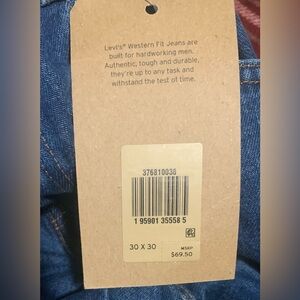 Levi's® Western Fit Jeans are
built for hardworking men.
Authentic, tough and durable,
they're up to any task and
withstand the test of time.
376810036
1 95901 35558 5
30 X 30
MSRP
$69.50